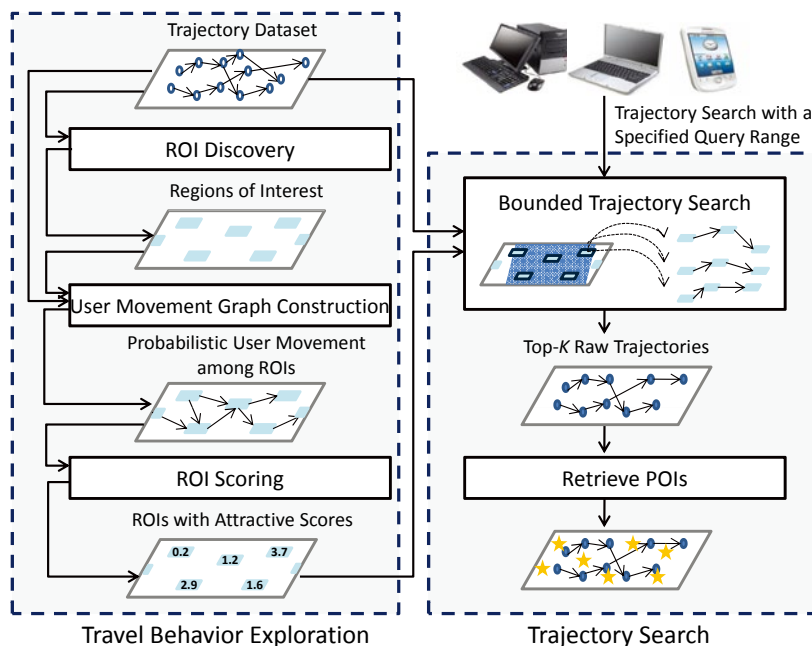 Trajectory Dataset
ROI Discovery
Regions of Interest
User Movement Graph Construction
Probabilistic User Movement
among ROIs
ROI Scoring
ROIs with Attractive Scores
0.2
1.2
3.7
2.9
1.6
Travel Behavior Exploration
Trajectory Search with a
Specified Query Range
Bounded Trajectory Search
Top-K Raw Trajectories
Retrieve POIs
Trajectory Search